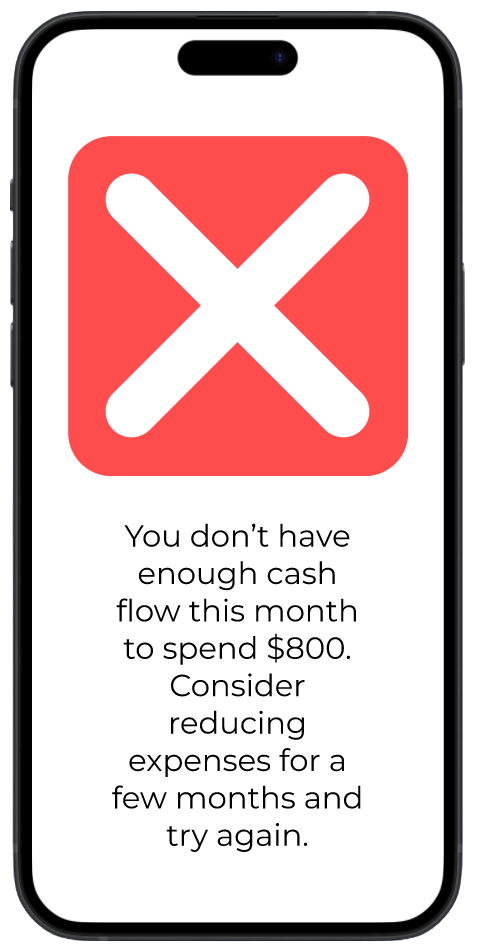 You don’t have
enough cash
flow this month
to spend $800.
Consider
reducing
expenses for a
few months and
try again.